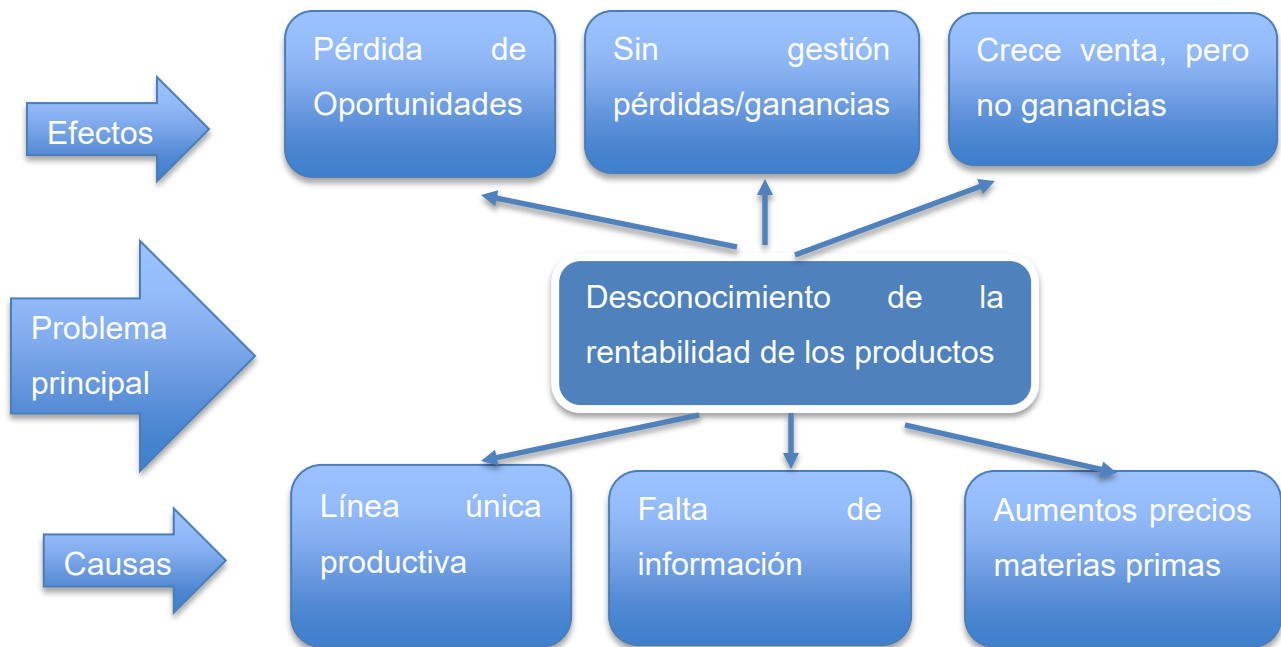 Efectos
Pérdida de
Oportunidades
Sin gestión
pérdidas/ganancias
Crece venta, pero
no ganancias
Problema
principal
Desconocimiento de la
rentabilidad de los productos
Causas
Línea única
productiva
Falta de
información
Aumentos precios
materias primas